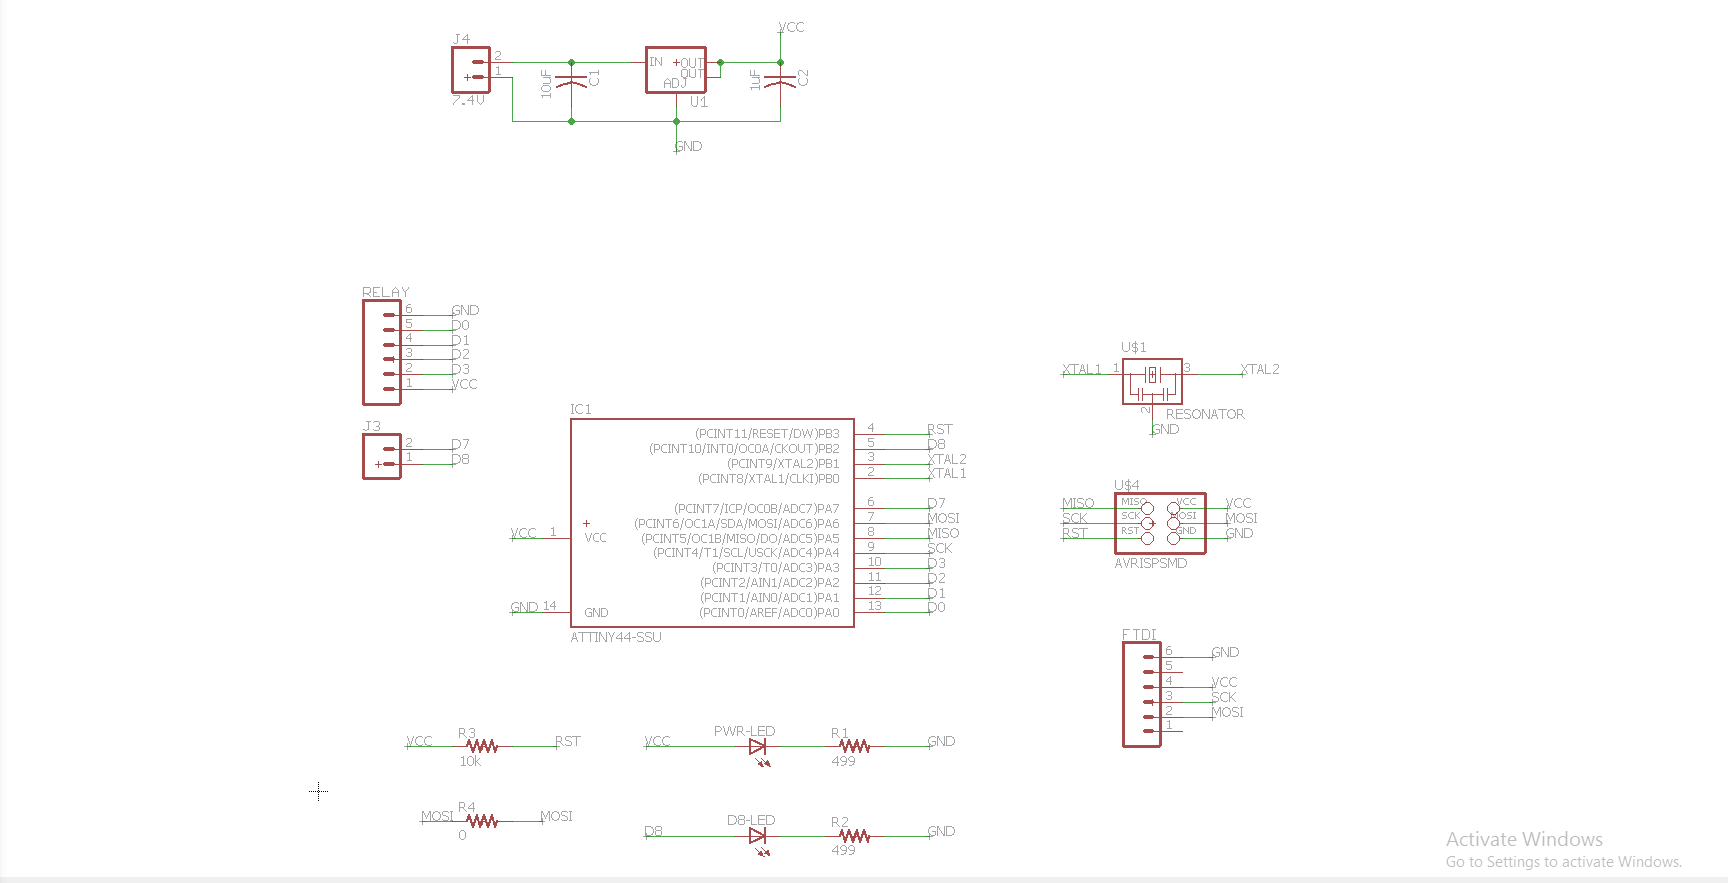 VCC
J4
2
1
7.4V
10uF
C1
IN
+OUT
OUT
ADJ
U1
1uF
C2
GND
RELAY
6 GND
5 D0
4 D1
3 D2
2 D3
1 VCC
J3
2 D7
1 D8
IC1
(PCINT11/RESET/DW)PB3 4 RST
(PCINT10/INT0/OC0A/CKOUT)PB2 5 D8
(PCINT9/XTAL2)PB1 3 XTAL2
(PCINT8/XTAL1/CLKI)PB0 2 XTAL1
(PCINT7/ICP/OC0B/ADC7)PA7 6 D7
(PCINT6/OC1A/SDA/MOSI/ADC6)PA6 7 MOSI
(PCINT5/OC1B/MISO/DO/ADC5)PA5 8 MISO
(PCINT4/T1/SCL/USCK/ADC4)PA4 9 SCK
(PCINT3/T0/ADC3)PA3 10 D3
(PCINT2/AIN1/ADC2)PA2 11 D2
(PCINT1/AIN0/ADC1)PA1 12 D1
(PCINT0/AREF/ADC0)PA0 13 D0
VCC 1 VCC
GND 14 GND
ATTINY44-SSU
U$1
XTAL1 1 3 XTAL2
2
RESONATOR
GND
U$4
MISO MISO VCC VCC
SCK SCK MOSI MOSI
RST RST GND GND
AVRISPSMD
FTDI
6 GND
5
4 VCC
3 SCK
2 MOSI
1
VCC R3 RST
10k
VCC PWR-LED R1 GND
499
MOSI R4 MOSI
0
D8 D8-LED R2 GND
499
Activate Windows
Go to Settings to activate Windows.